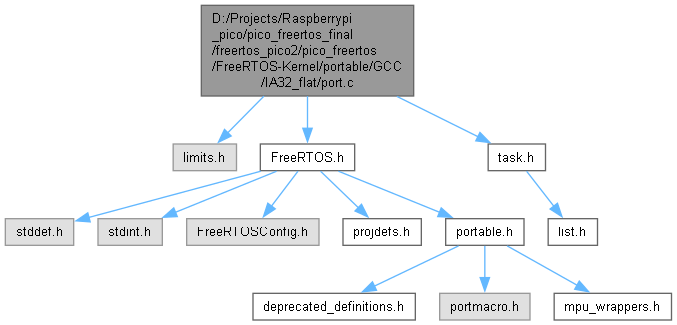 D:/Projects/Raspberrypi
_pico/pico_freertos_final
/freertos_pico2/pico_freertos
/FreeRTOS-Kernel/portable/GCC
/IA32_flat/port.c
limits.h
FreeRTOS.h
task.h
stddef.h
stdint.h
FreeRTOSConfig.h
projdefs.h
portable.h
list.h
deprecated_definitions.h
portmacro.h
mpu_wrappers.h